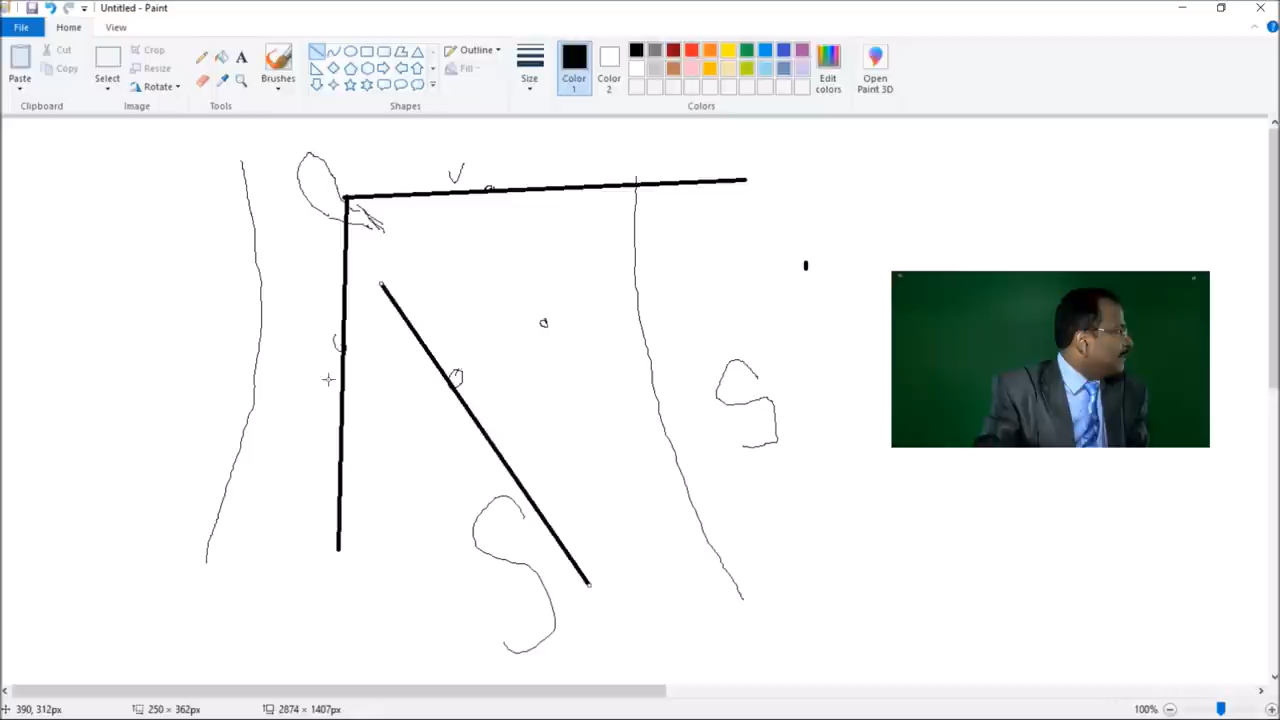 Untitled - Paint
File Home View
Paste
Cut
Copy
Clipboard
Select
Crop
Resize
Rotate
Image
A
Tools
Brushes
Shapes
Outline
Fill
Size
Color 1
Color 2
Edit colors
Colors
Open Paint 3D
V
S
S
390, 312px
250 × 362px
2874 × 1407px
100%